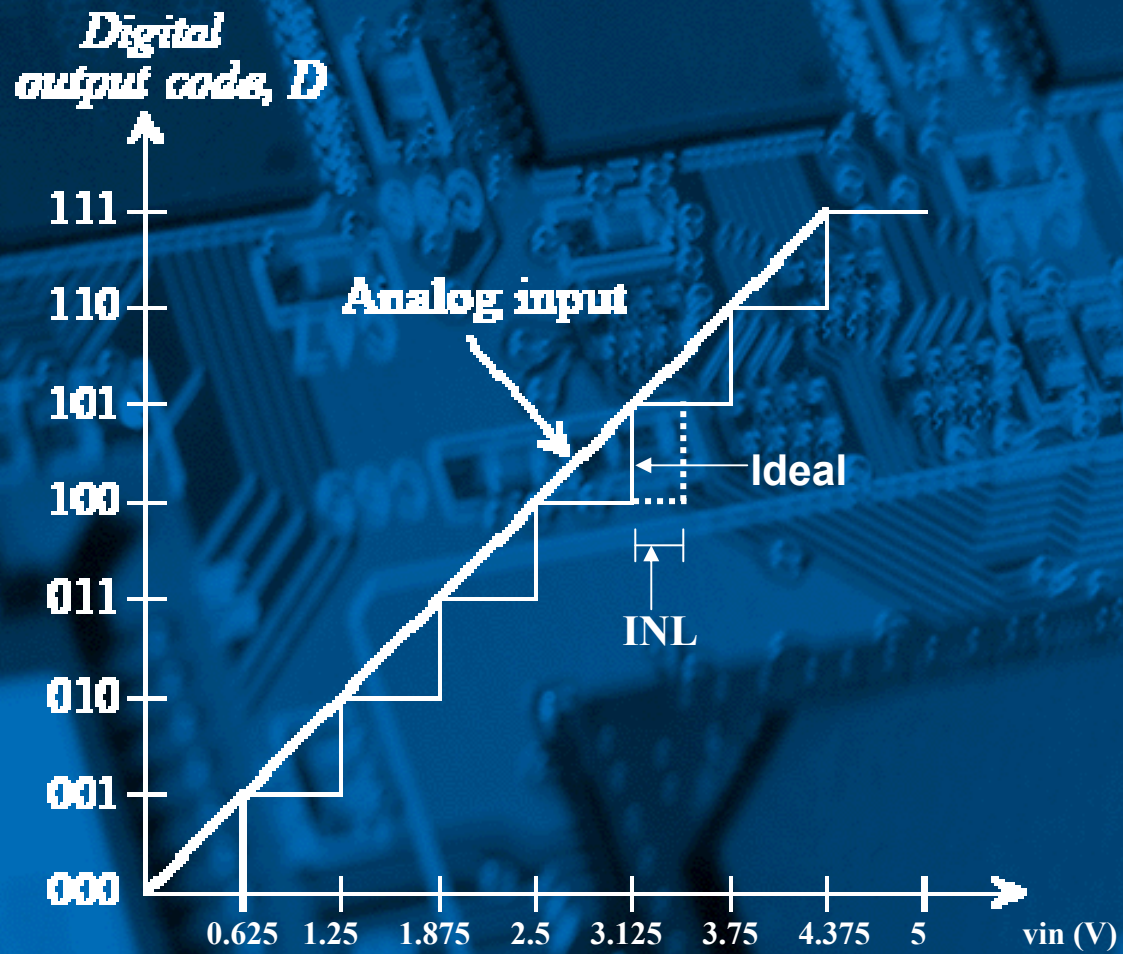 Digital
output code, D
111
110
Analog input
101
Ideal
100
011
INL
010
001
000
0.625 1.25 1.875 2.5 3.125 3.75 4.375 5 vin (V)